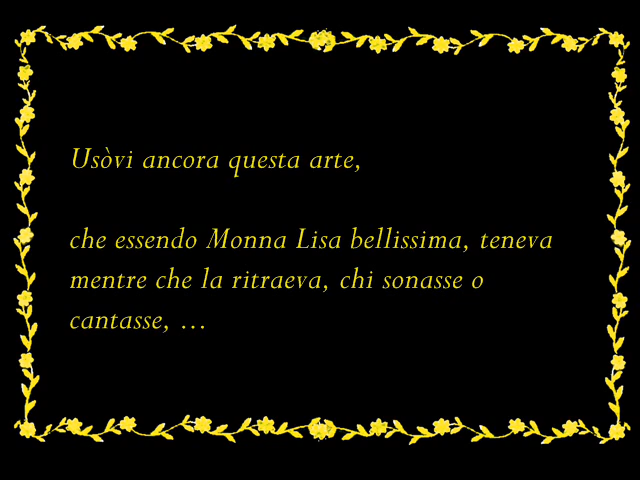 Usòvi ancora questa arte,
che essendo Monna Lisa bellissima, teneva
mentre che la ritraeva, chi sonasse o
cantasse, …